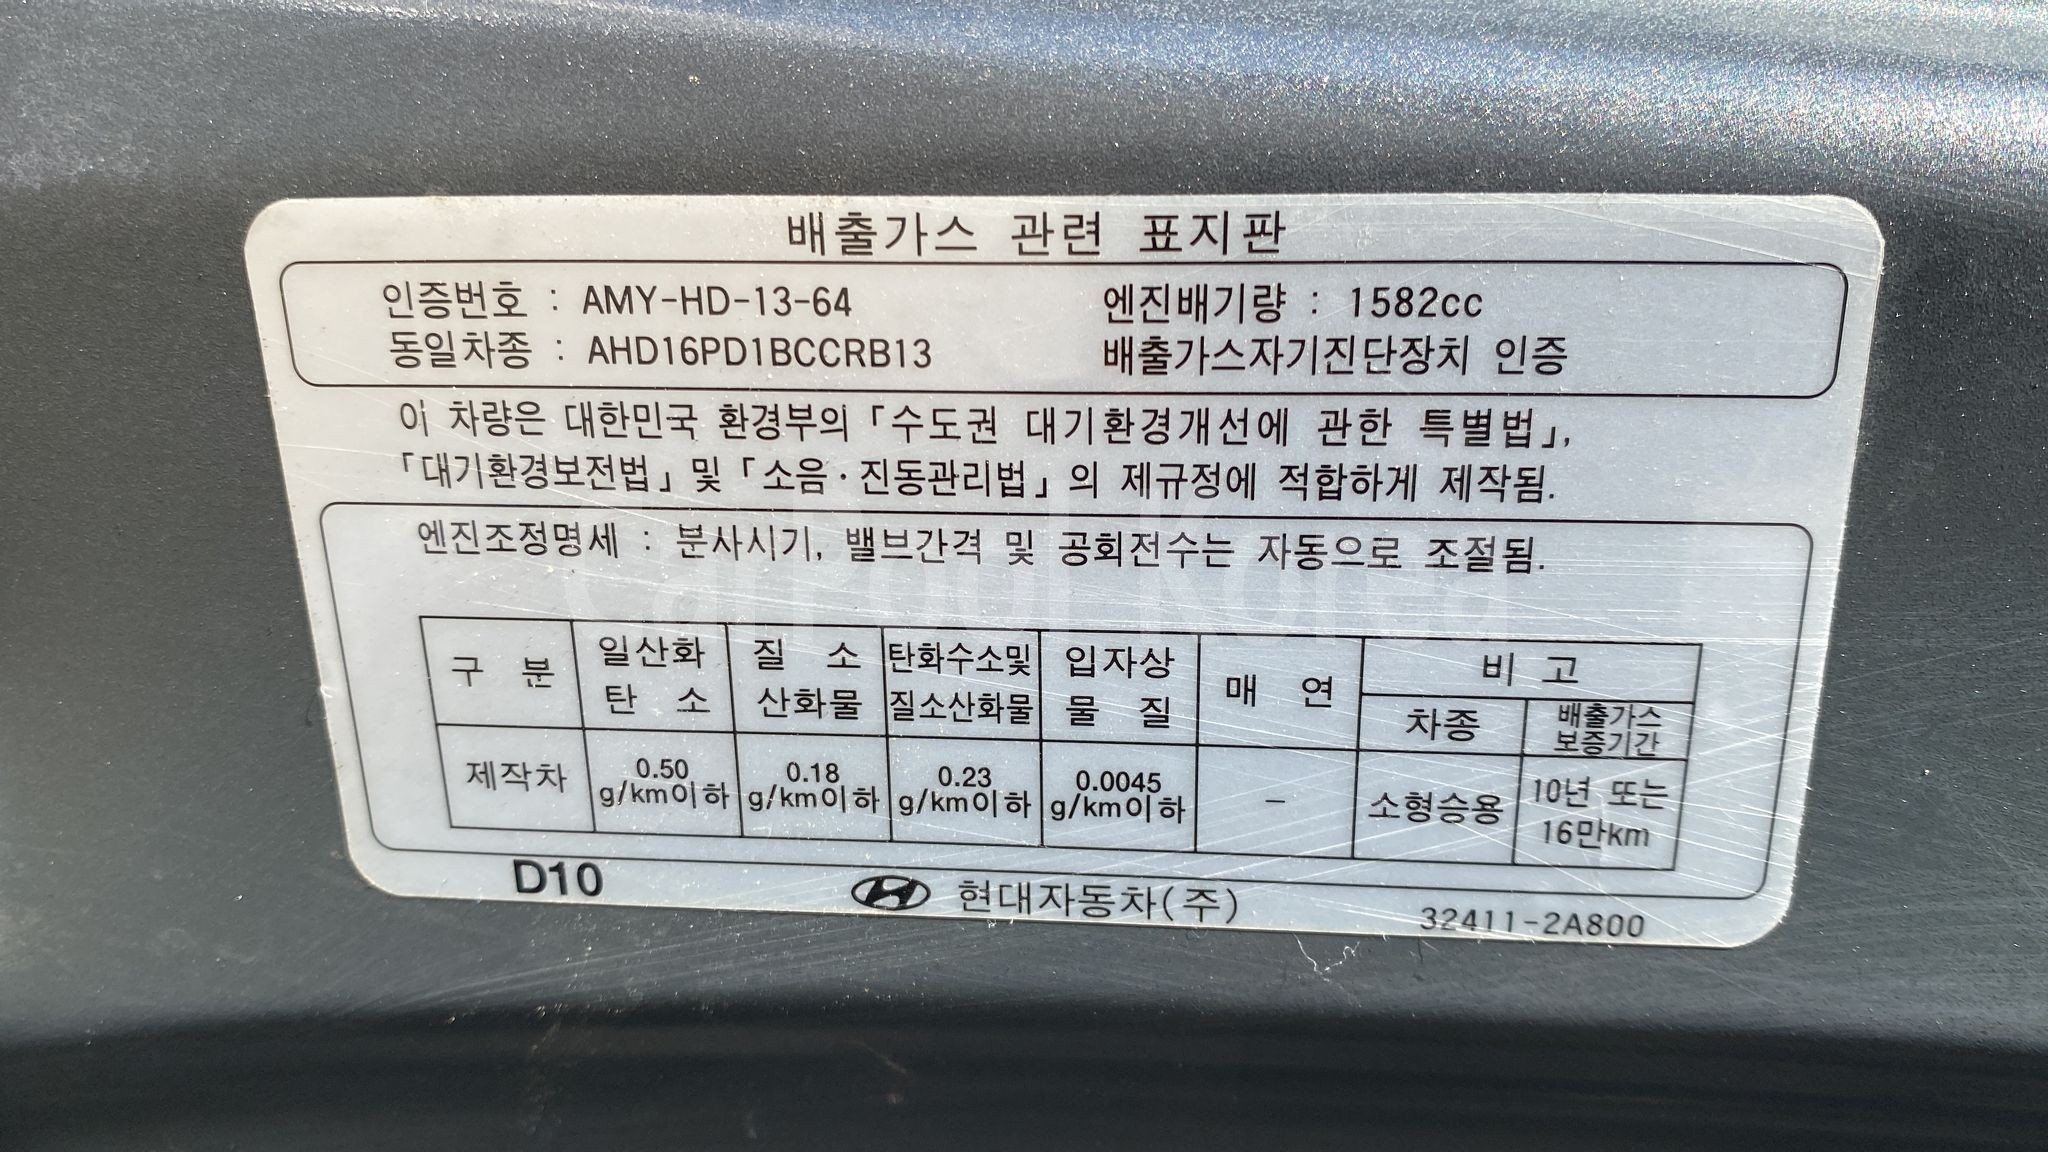 배출가스 관련 표지판
인증번호 : AMY-HD-13-64 엔진배기량 : 1582cc
동일차종 : AHD16PD1BCCRB13 배출가스자기진단장치 인증
이 차량은 대한민국 환경부의 「수도권 대기환경개선에 관한 특별법」,
「대기환경보전법」 및 「소음·진동관리법」의 제규정에 적합하게 제작됨.
엔진조정명세 : 분사시기, 밸브간격 및 공회전수는 자동으로 조절됨.
Carpool Korea
구 분 일산화 탄 소 질 소 산화물 탄화수소및 질소산화물 입자상 물 질 매 연 비 고
차종 배출가스 보증기간
제작차 0.50 g/km이하 0.18 g/km이하 0.23 g/km이하 0.0045 g/km이하 - 소형승용 10년 또는 16만km
D10 현대자동차(주) 32411-2A800